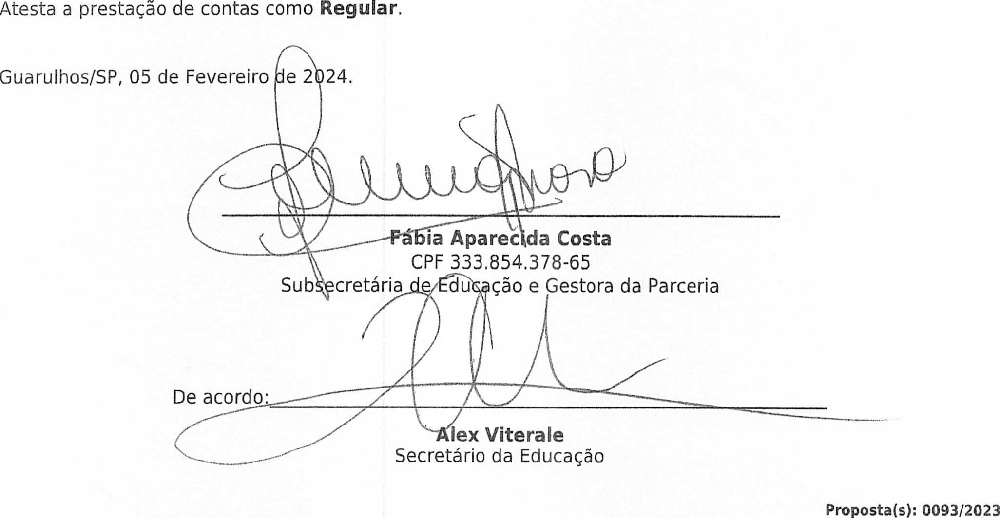 Atesta a prestação de contas como Regular.
Guarulhos/SP, 05 de Fevereiro de 2024.
Fábia Aparecida Costa
CPF 333.854.378-65
Subsecretária de Educação e Gestora da Parceria
De acordo:
Alex Viterale
Secretário da Educação
Proposta(s): 0093/2023